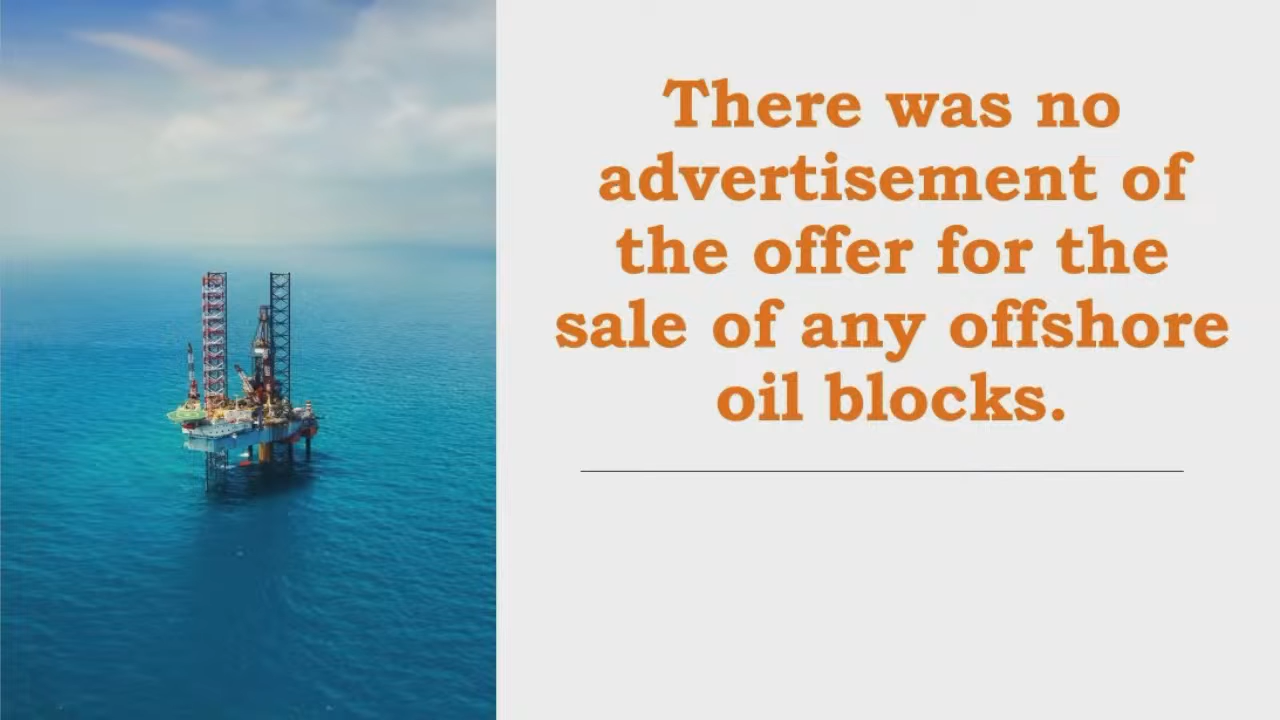 There was no
advertisement of
the offer for the
sale of any offshore
oil blocks.